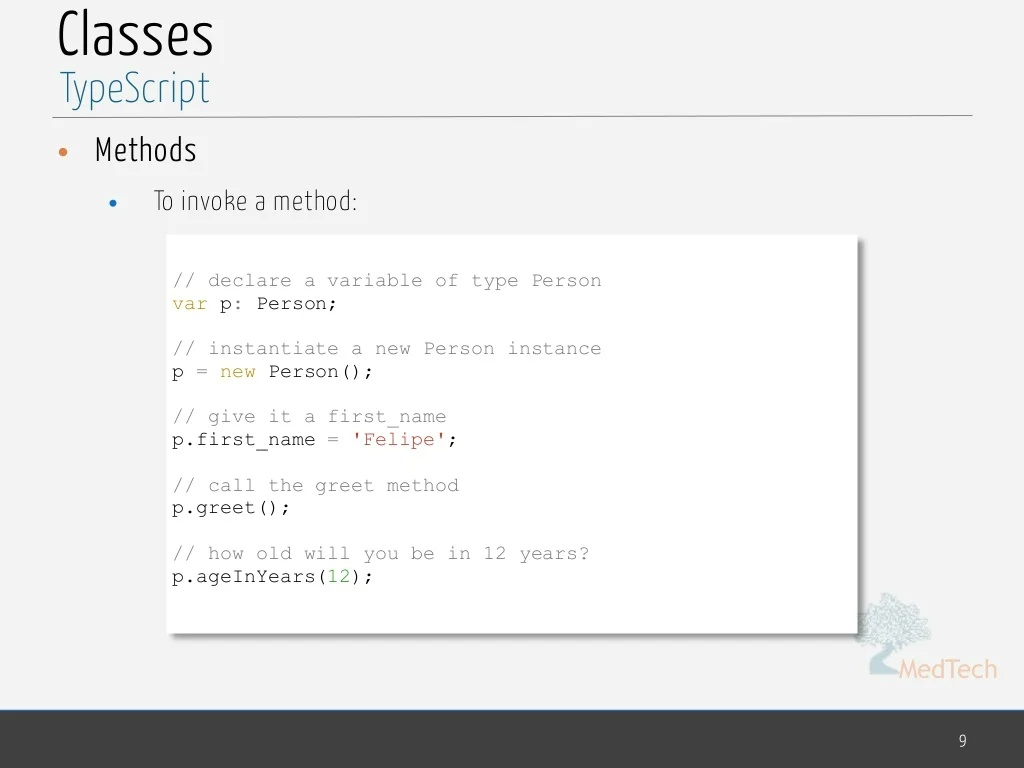 Classes
TypeScript
• Methods
• To invoke a method:
// declare a variable of type Person
var p: Person;
// instantiate a new Person instance
p = new Person();
// give it a first_name
p.first_name = 'Felipe';
// call the greet method
p.greet();
// how old will you be in 12 years?
p.ageInYears(12);
MedTech
9